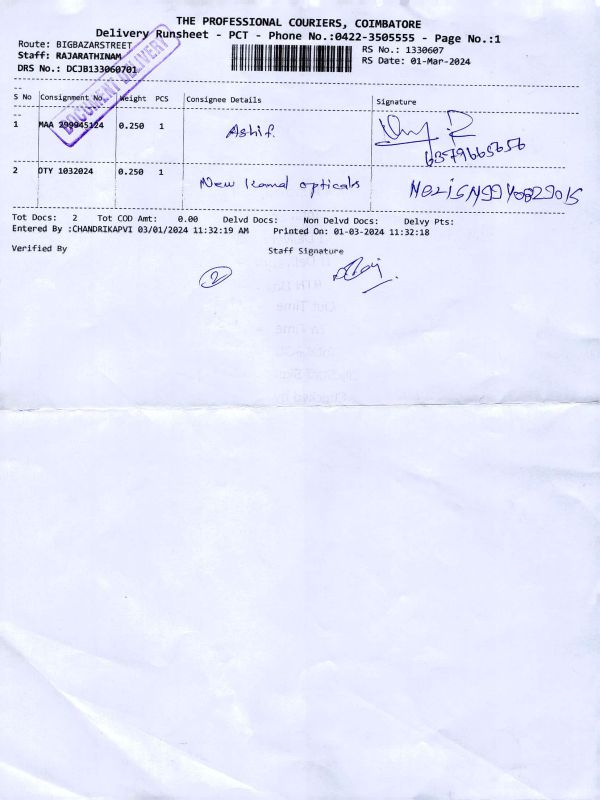 THE PROFESSIONAL COURIERS, COIMBATORE
Delivery Runsheet - PCT - Phone No.:0422-3505555 - Page No.:1
Route: BIGBAZARSTREET
RS No.: 1330607
Staff: RAJARATHINAM
RS Date: 01-Mar-2024
DRS No.: DCJB133060701
DOCUMENT DELIVERY
S No Consignment No. Weight PCS Consignee Details Signature
1 MAA 299945124 0.250 1 Ashif.
6379665656
2 DTY 1032024 0.250 1 New Kamal opticals
Tot Docs: 2 Tot COD Amt: 0.00 Delvd Docs: Non Delvd Docs: Delvy Pts:
Entered By :CHANDRIKAPVI 03/01/2024 11:32:19 AM Printed On: 01-03-2024 11:32:18
Verified By Staff Signature
2